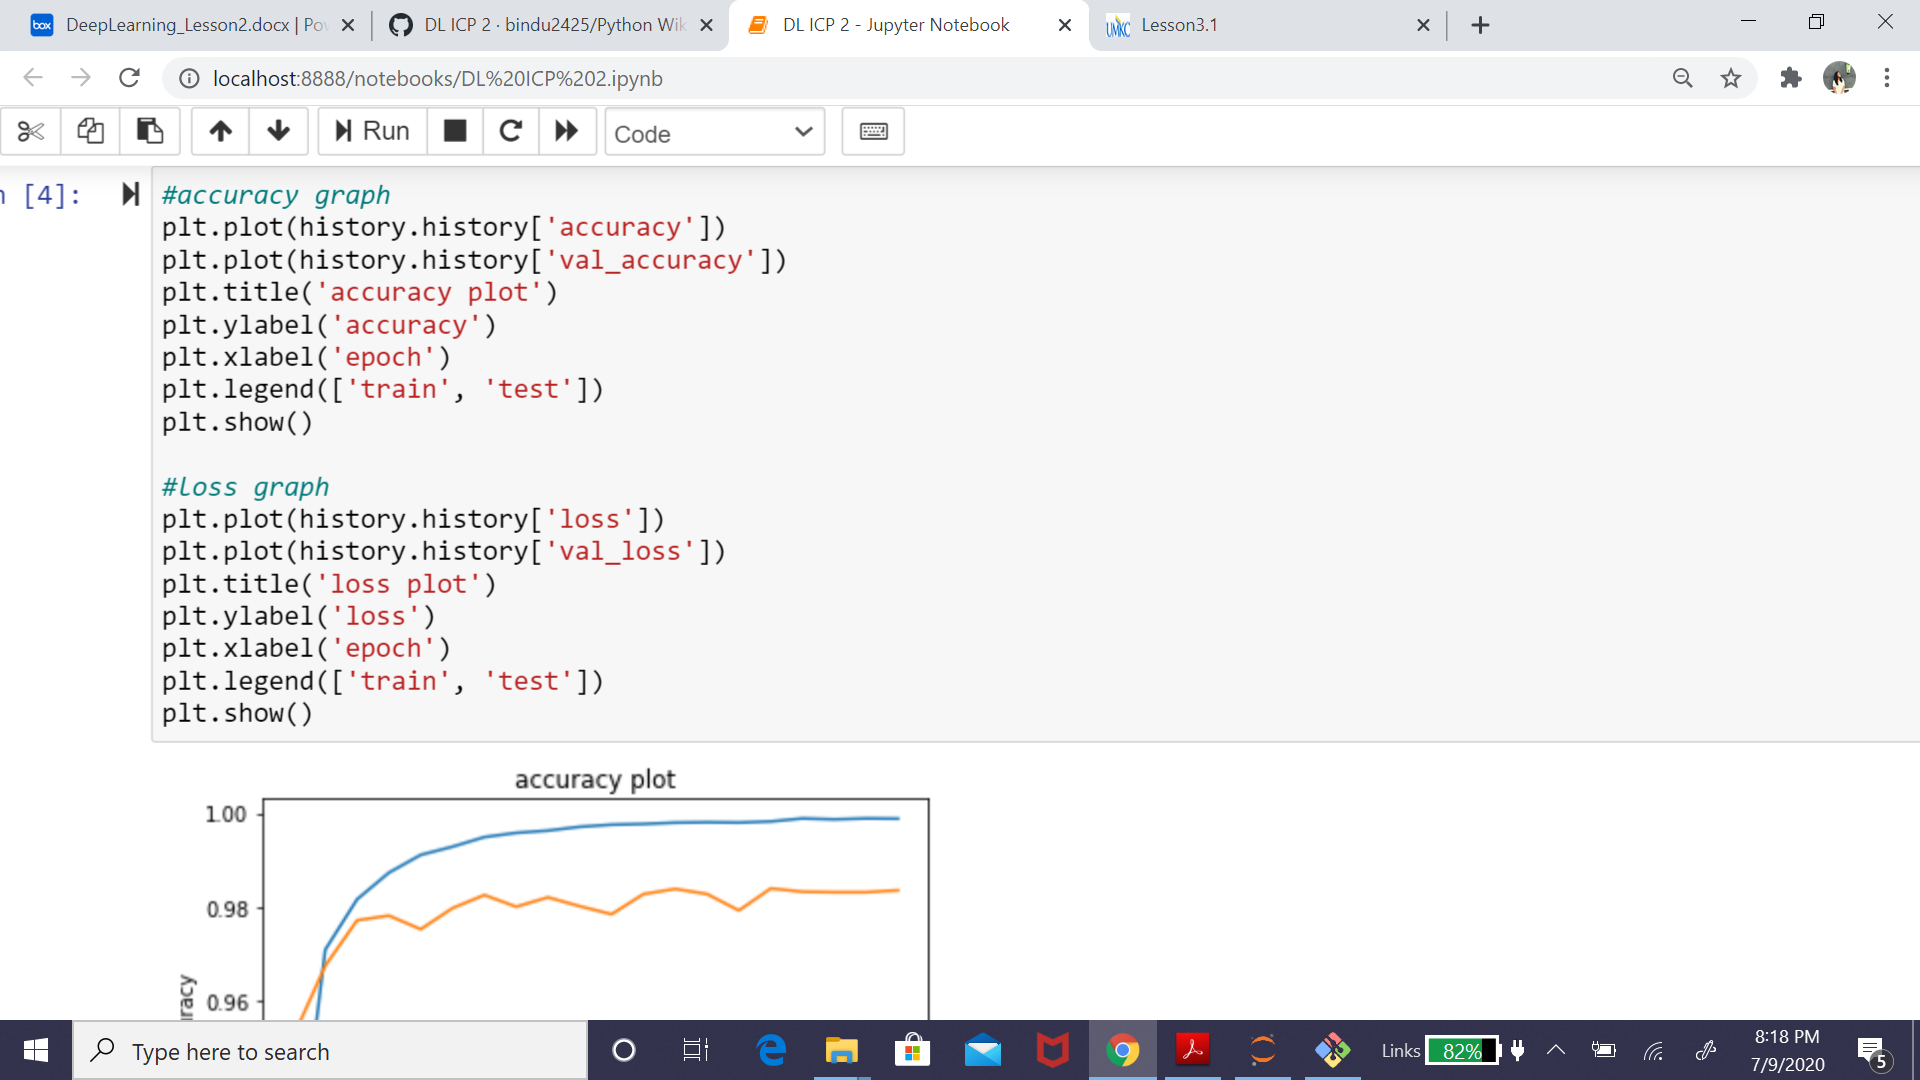 DeepLearning_Lesson2.docx | Po
DL ICP 2 · bindu2425/Python Wik
DL ICP 2 - Jupyter Notebook
Lesson3.1
localhost:8888/notebooks/DL%20ICP%202.ipynb
Run
Code
[4]:
#accuracy graph
plt.plot(history.history['accuracy'])
plt.plot(history.history['val_accuracy'])
plt.title('accuracy plot')
plt.ylabel('accuracy')
plt.xlabel('epoch')
plt.legend(['train', 'test'])
plt.show()
#loss graph
plt.plot(history.history['loss'])
plt.plot(history.history['val_loss'])
plt.title('loss plot')
plt.ylabel('loss')
plt.xlabel('epoch')
plt.legend(['train', 'test'])
plt.show()
accuracy plot
1.00
0.98
0.96
racy
Type here to search
Links
82%
8:18 PM
7/9/2020
5
box
UMKC